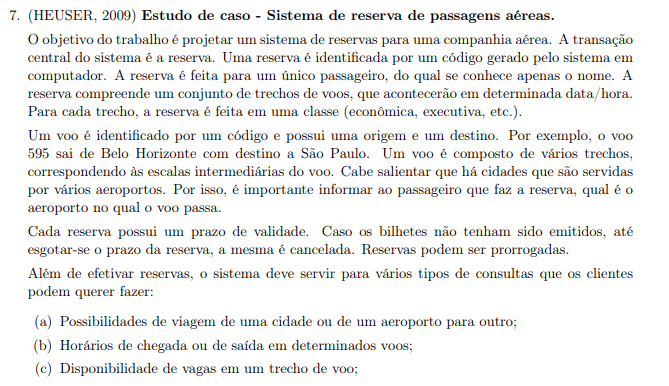 7. (HEUSER, 2009) Estudo de caso - Sistema de reserva de passagens aéreas.
O objetivo do trabalho é projetar um sistema de reservas para uma companhia aérea. A transação
central do sistema é a reserva. Uma reserva é identificada por um código gerado pelo sistema em
computador. A reserva é feita para um único passageiro, do qual se conhece apenas o nome. A
reserva compreende um conjunto de trechos de voos, que acontecerão em determinada data/hora.
Para cada trecho, a reserva é feita em uma classe (econômica, executiva, etc.).
Um voo é identificado por um código e possui uma origem e um destino. Por exemplo, o voo
595 sai de Belo Horizonte com destino a São Paulo. Um voo é composto de vários trechos,
correspondendo às escalas intermediárias do voo. Cabe salientar que há cidades que são servidas
por vários aeroportos. Por isso, é importante informar ao passageiro que faz a reserva, qual é o
aeroporto no qual o voo passa.
Cada reserva possui um prazo de validade. Caso os bilhetes não tenham sido emitidos, até
esgotar-se o prazo da reserva, a mesma é cancelada. Reservas podem ser prorrogadas.
Além de efetivar reservas, o sistema deve servir para vários tipos de consultas que os clientes
podem querer fazer:
(a) Possibilidades de viagem de uma cidade ou de um aeroporto para outro;
(b) Horários de chegada ou de saída em determinados voos;
(c) Disponibilidade de vagas em um trecho de voo;